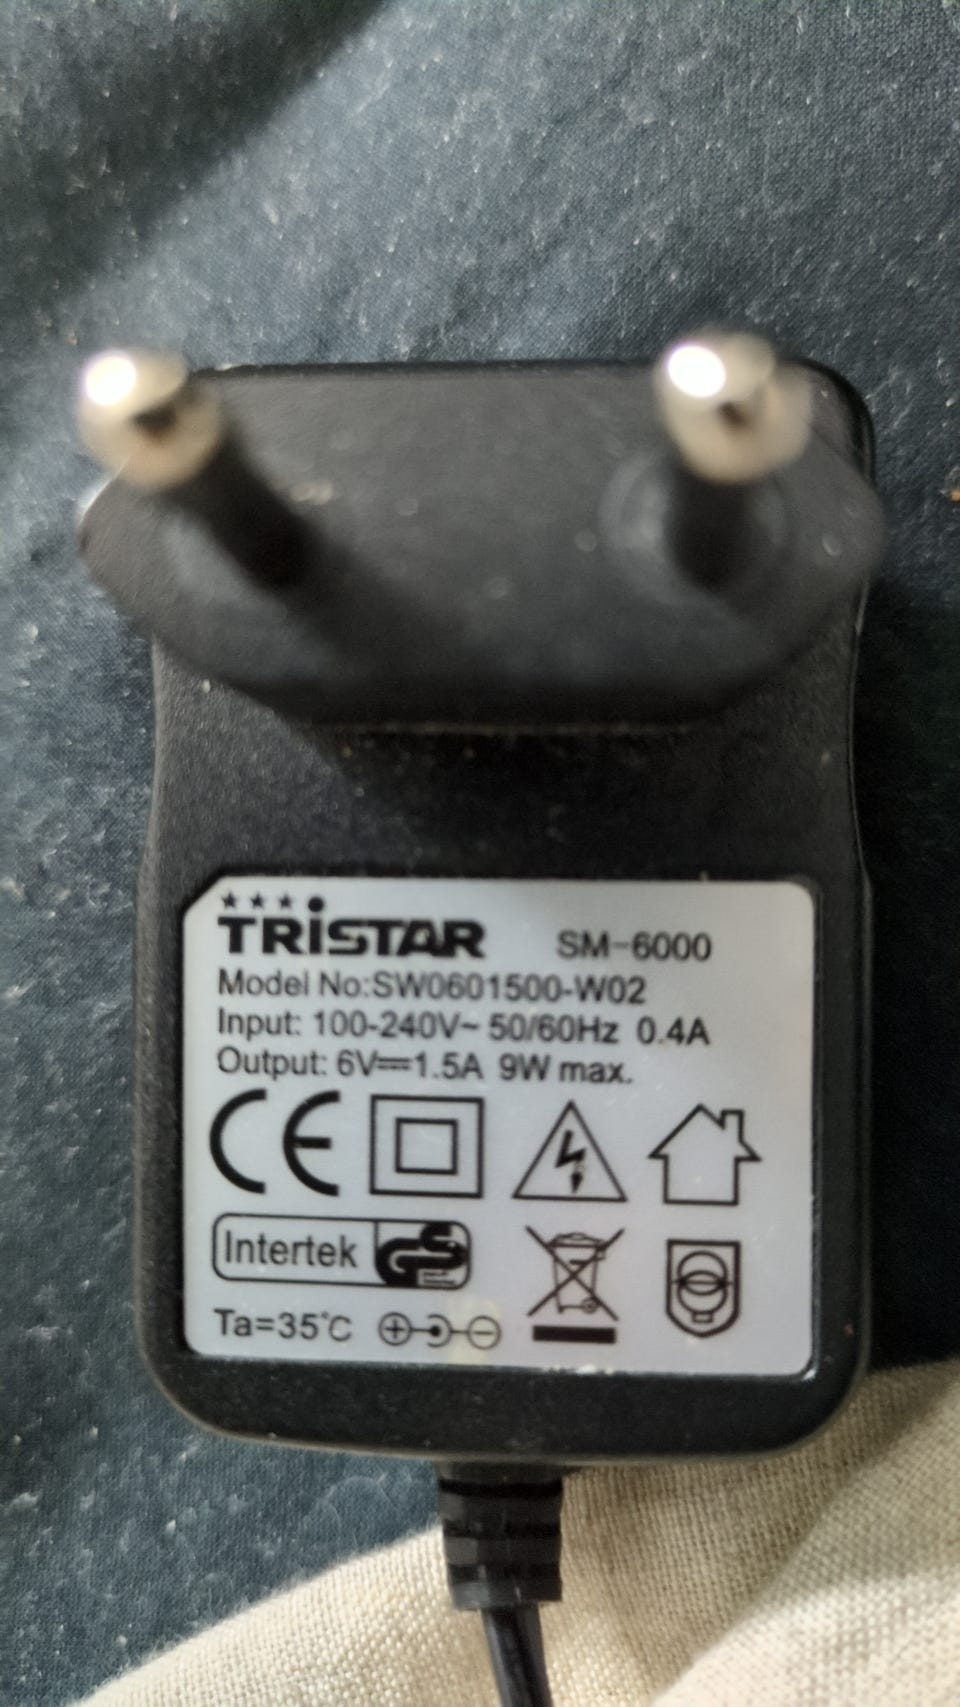 TRiSTAR SM-6000
Model No:SW0601500-W02
Input: 100-240V~ 50/60Hz 0.4A
Output: 6V⎓1.5A 9W max.
CE
Intertek GS
Ta=35°C